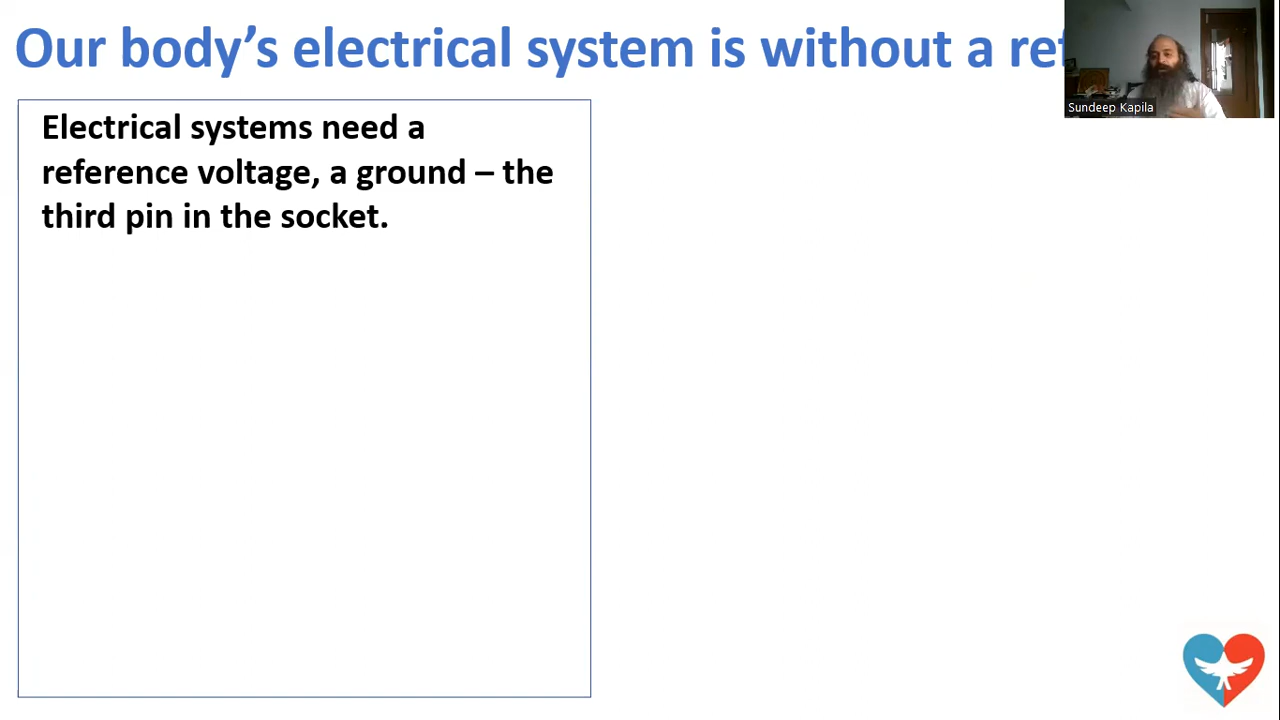 Our body's electrical system is without a
Sundeep Kapila
Electrical systems need a
reference voltage, a ground – the
third pin in the socket.